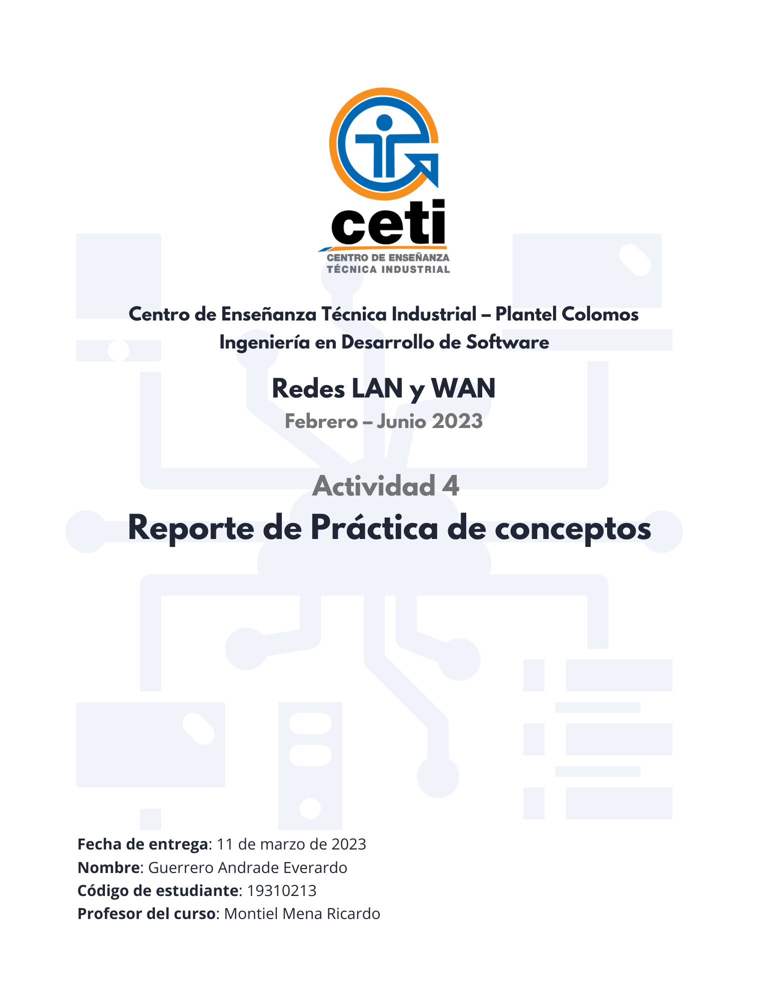 ceti
CENTRO DE ENSEÑANZA
TÉCNICA INDUSTRIAL
Centro de Enseñanza Técnica Industrial – Plantel Colomos
Ingeniería en Desarrollo de Software
Redes LAN y WAN
Febrero – Junio 2023
Actividad 4
Reporte de Práctica de conceptos
Fecha de entrega: 11 de marzo de 2023
Nombre: Guerrero Andrade Everardo
Código de estudiante: 19310213
Profesor del curso: Montiel Mena Ricardo